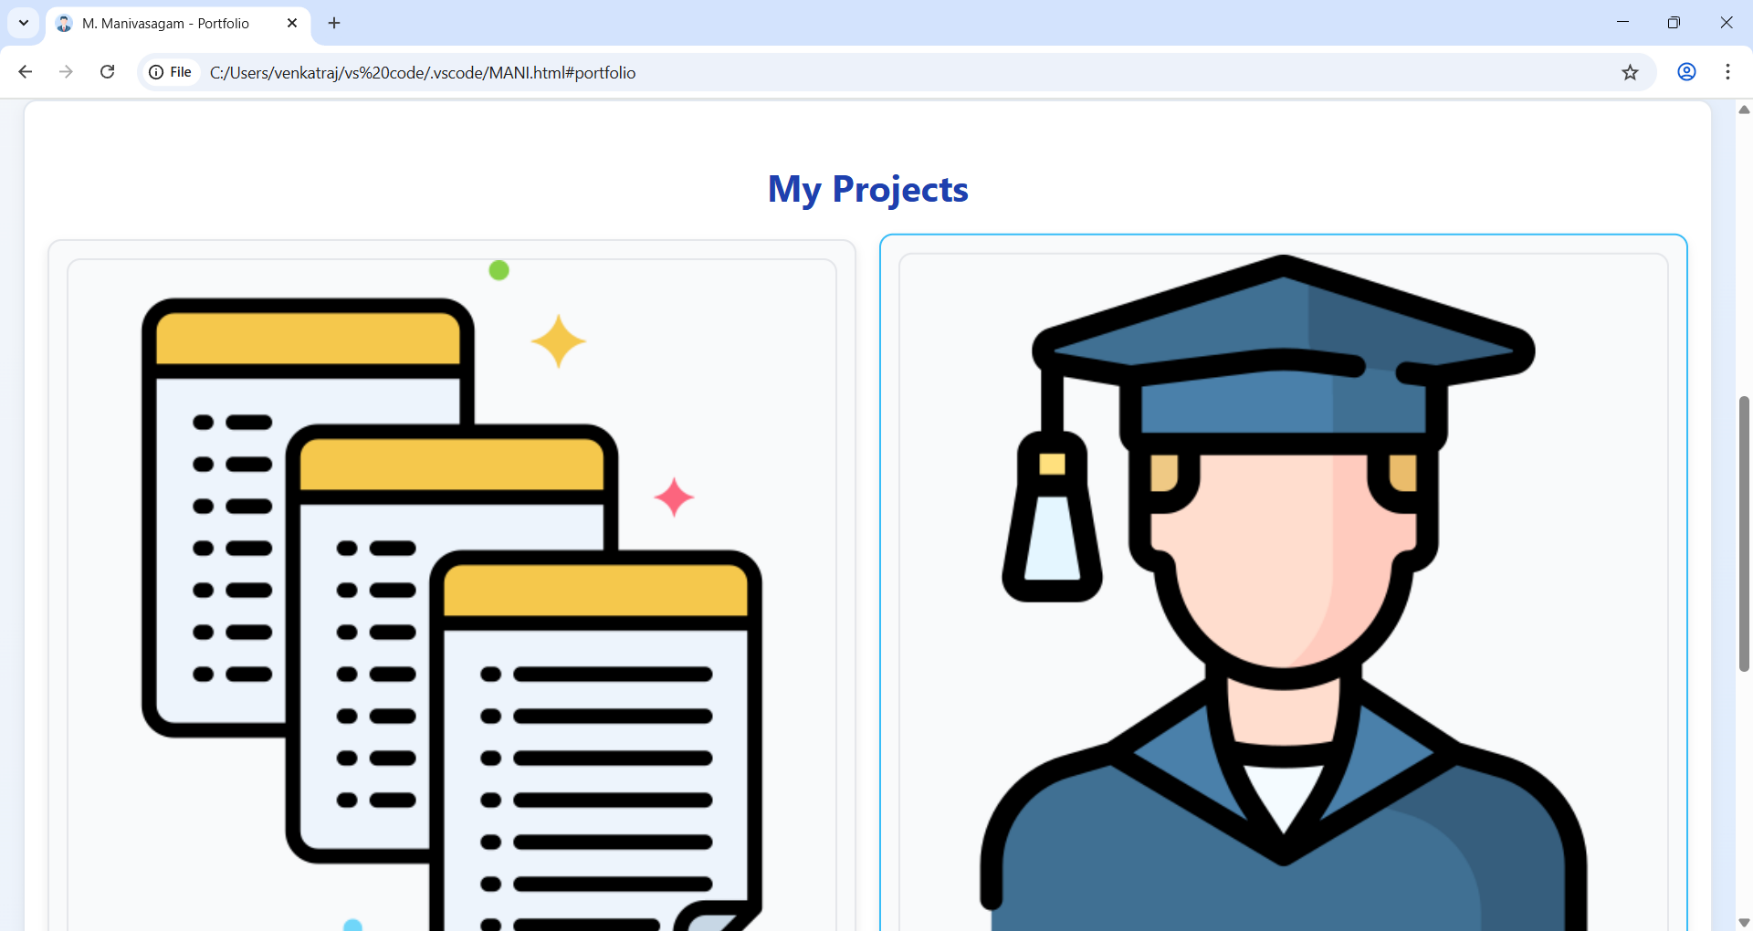 M. Manivasagam - Portfolio
File
C:/Users/venkatraj/vs%20code/.vscode/MANI.html#portfolio
My Projects